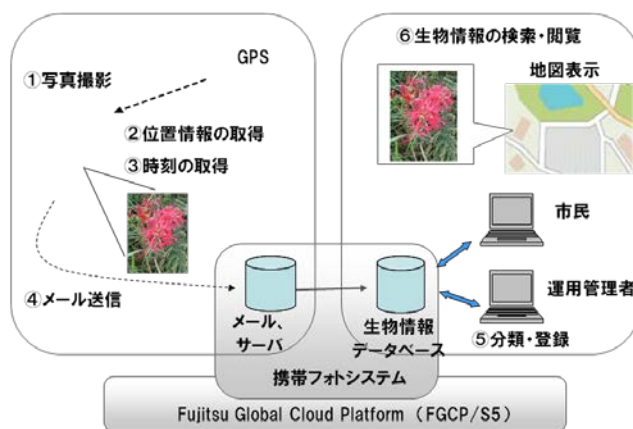 GPS
①写真撮影
②位置情報の取得
③時刻の取得
④メール送信
⑥生物情報の検索・閲覧
地図表示
市民
運用管理者
⑤分類・登録
メール、
サーバ
生物情報
データベース
携帯フォトシステム
Fujitsu Global Cloud Platform （FGCP/S5）